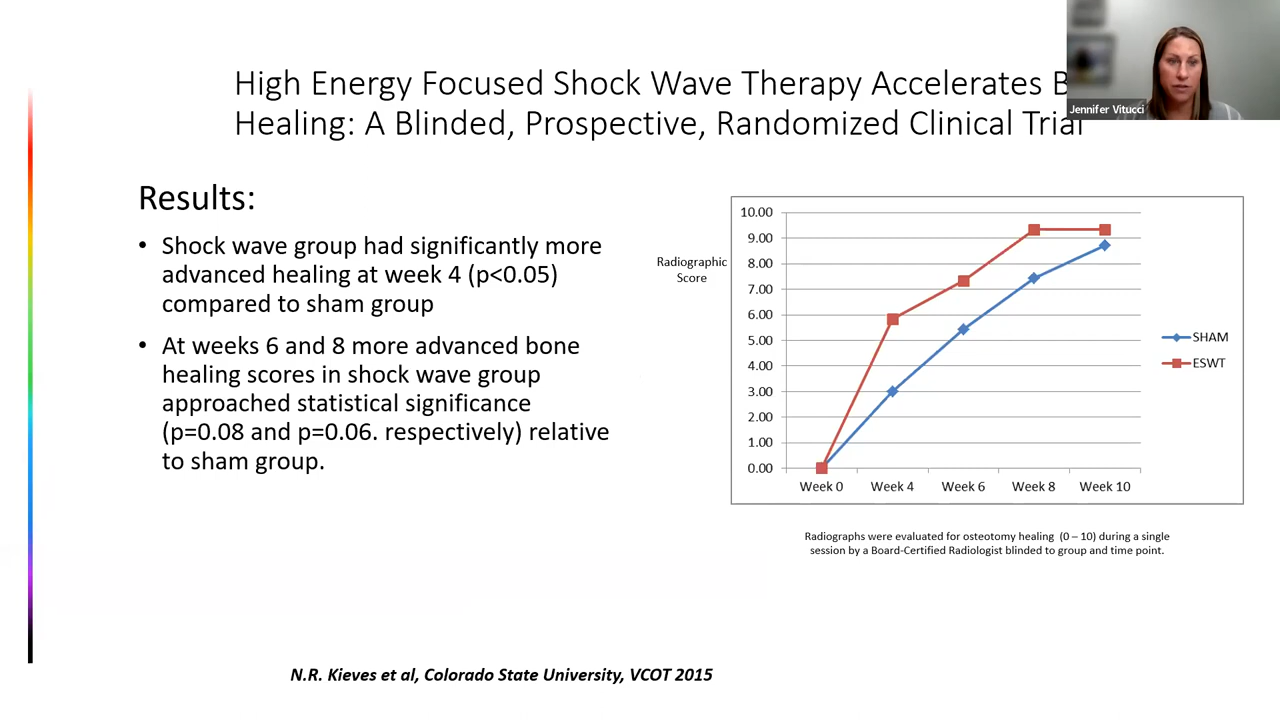 High Energy Focused Shock Wave Therapy Accelerates
Healing: A Blinded, Prospective, Randomized Clinical Trial
Jennifer Vitucci
Results:
• Shock wave group had significantly more
advanced healing at week 4 (p<0.05)
compared to sham group
• At weeks 6 and 8 more advanced bone
healing scores in shock wave group
approached statistical significance
(p=0.08 and p=0.06. respectively) relative
to sham group.
Radiographic
Score
10.00
9.00
8.00
7.00
6.00
5.00
4.00
3.00
2.00
1.00
0.00
Week 0 Week 4 Week 6 Week 8 Week 10
SHAM
ESWT
Radiographs were evaluated for osteotomy healing (0 – 10) during a single
session by a Board-Certified Radiologist blinded to group and time point.
N.R. Kieves et al, Colorado State University, VCOT 2015